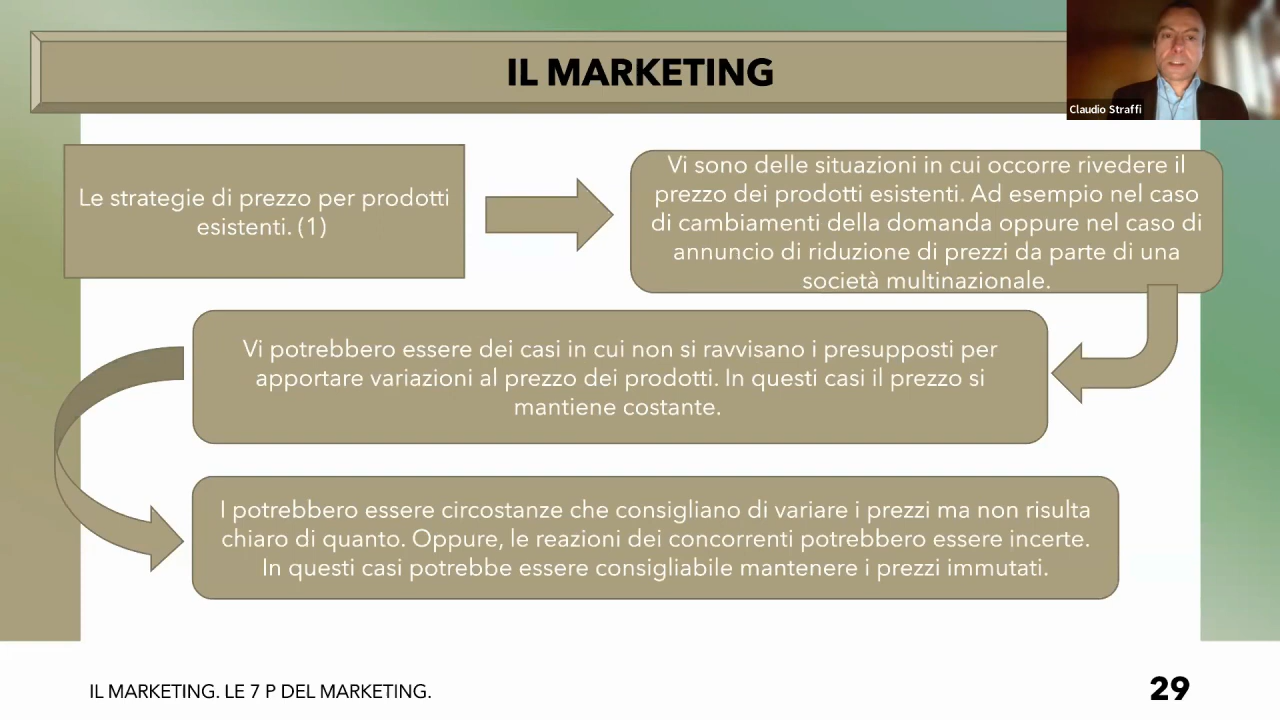 IL MARKETING
Claudio Straffi
Le strategie di prezzo per prodotti
esistenti. (1)
Vi sono delle situazioni in cui occorre rivedere il
prezzo dei prodotti esistenti. Ad esempio nel caso
di cambiamenti della domanda oppure nel caso di
annuncio di riduzione di prezzi da parte di una
società multinazionale.
Vi potrebbero essere dei casi in cui non si ravvisano i presupposti per
apportare variazioni al prezzo dei prodotti. In questi casi il prezzo si
mantiene costante.
I potrebbero essere circostanze che consigliano di variare i prezzi ma non risulta
chiaro di quanto. Oppure, le reazioni dei concorrenti potrebbero essere incerte.
In questi casi potrebbe essere consigliabile mantenere i prezzi immutati.
IL MARKETING. LE 7 P DEL MARKETING.
29